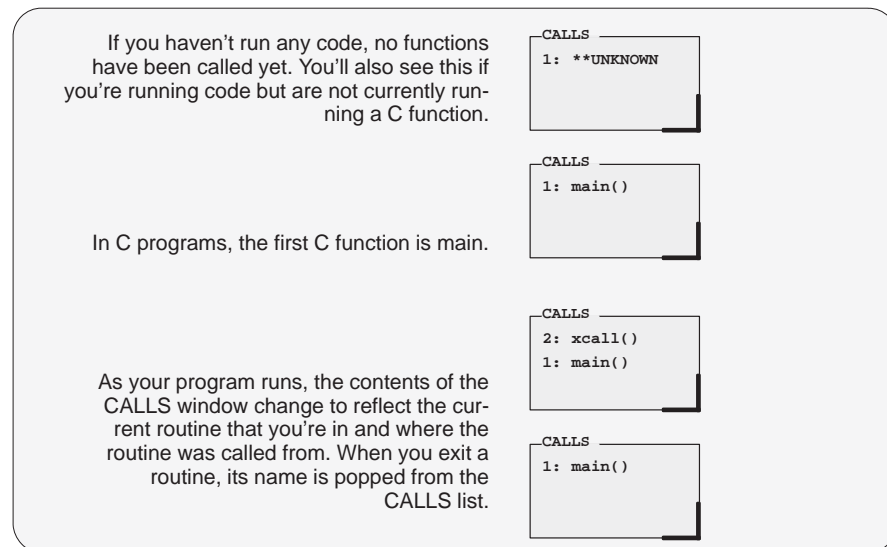 If you haven’t run any code, no functions
have been called yet. You’ll also see this if
you’re running code but are not currently run-
ning a C function.
CALLS
1: **UNKNOWN
CALLS
1: main()
In C programs, the first C function is main.
CALLS
2: xcall()
1: main()
As your program runs, the contents of the
CALLS window change to reflect the cur-
rent routine that you’re in and where the
routine was called from. When you exit a
routine, its name is popped from the
CALLS list.
CALLS
1: main()